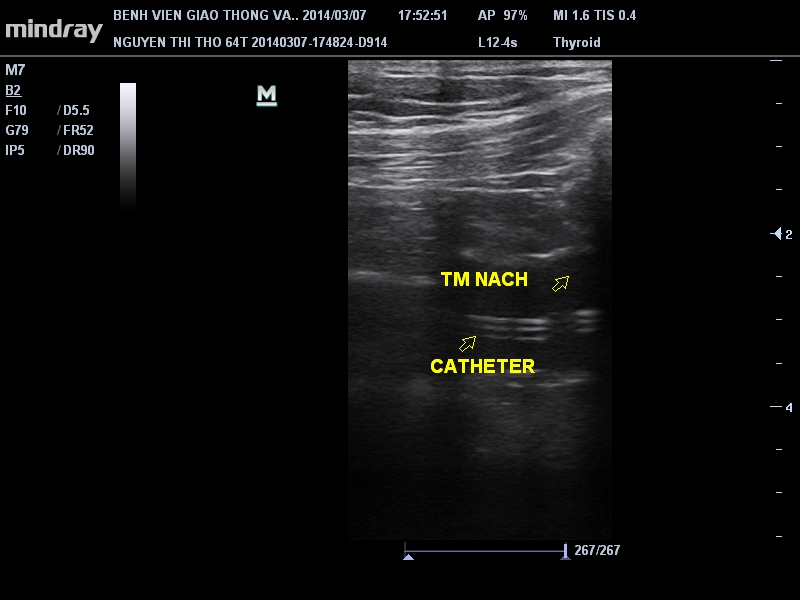 mindray
BENH VIEN GIAO THONG VA.. 2014/03/07 17:52:51 AP 97% MI 1.6 TIS 0.4
NGUYEN THI THO 64T 20140307-174824-D914 L12-4s Thyroid
M7
B2
F10 / D5.5
G79 / FR52
IP5 / DR90
M
2
TM NACH
CATHETER
4
267/267